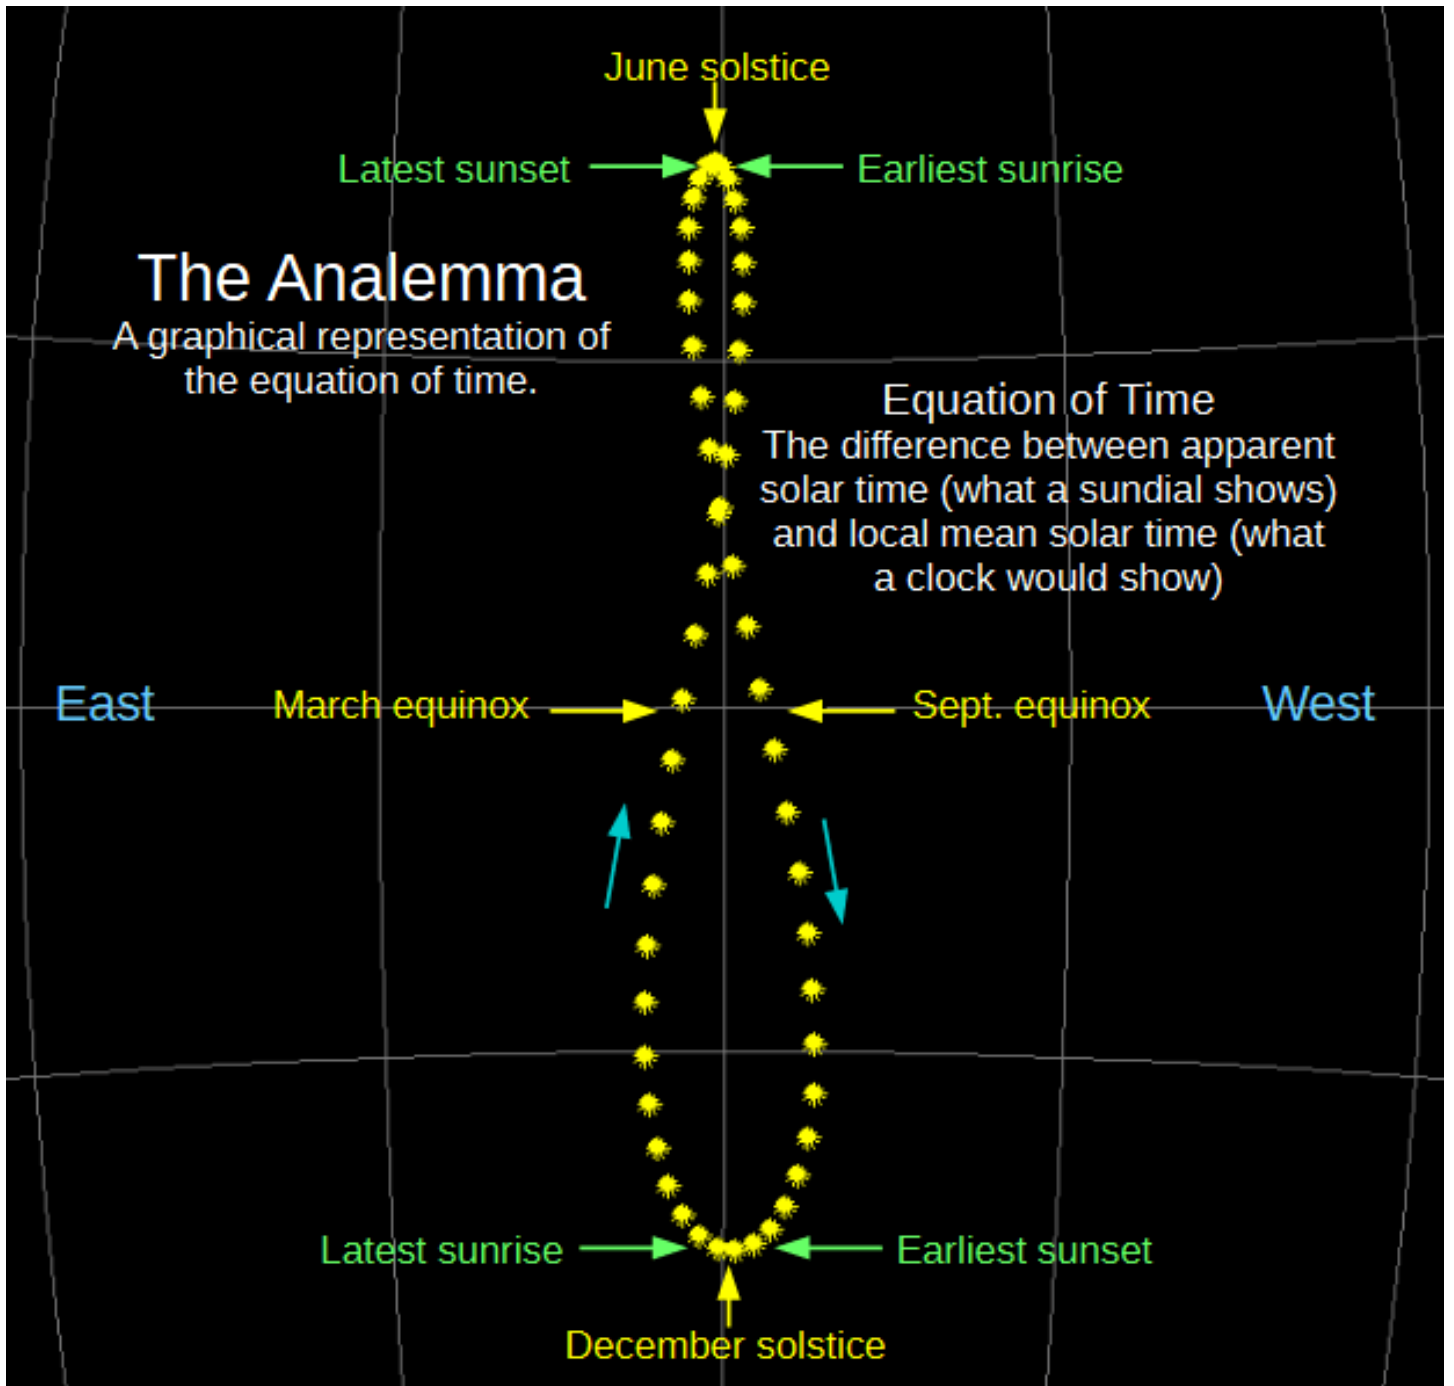 June solstice
Latest sunset
Earliest sunrise
The Analemma
A graphical representation of
the equation of time.
Equation of Time
The difference between apparent
solar time (what a sundial shows)
and local mean solar time (what
a clock would show)
East
March equinox
Sept. equinox
West
Latest sunrise
Earliest sunset
December solstice